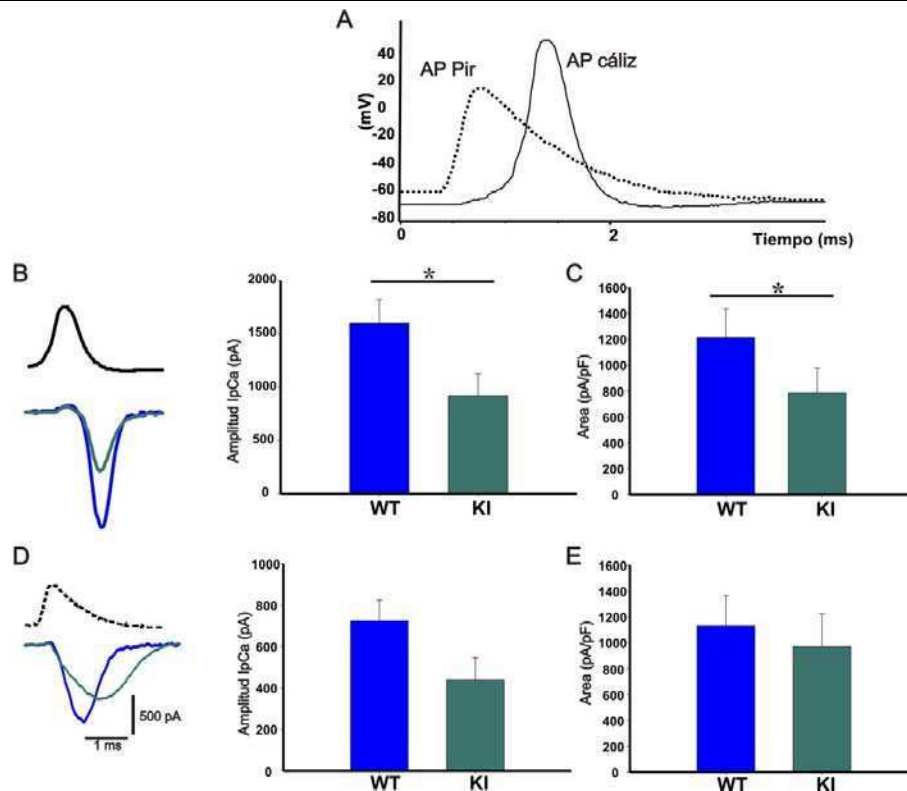 A
AP Pir
AP cáliz
(mV)
40
20
0
-20
-40
-60
-80
0
2
Tiempo (ms)
B
Amplitud IpCa (pA)
2000
1500
1000
500
0
*
WT
KI
C
Area (pA/pF)
1600
1400
1200
1000
800
600
400
200
0
*
WT
KI
D
500 pA
1 ms
Amplitud IpCa (pA)
1000
800
600
400
200
0
WT
KI
E
Area (pA/pF)
1600
1400
1200
1000
800
600
400
200
0
WT
KI